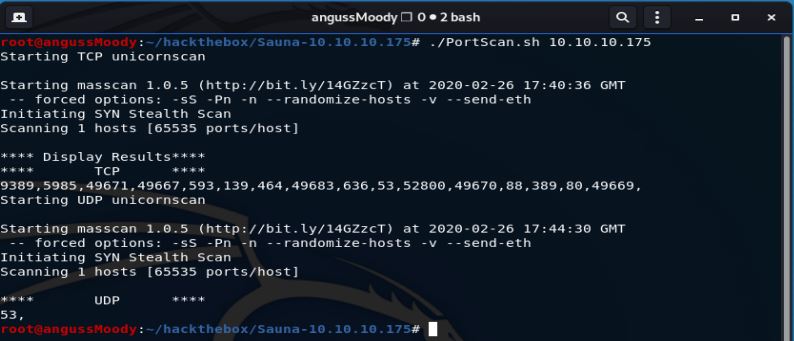 angussMoody ❐ 0 ● 2 bash
root@angussMoody:~/hackthebox/Sauna-10.10.10.175# ./PortScan.sh 10.10.10.175
Starting TCP unicornscan
Starting masscan 1.0.5 (http://bit.ly/14GZzcT) at 2020-02-26 17:40:36 GMT
 -- forced options: -sS -Pn -n --randomize-hosts -v --send-eth
Initiating SYN Stealth Scan
Scanning 1 hosts [65535 ports/host]
**** Display Results****
****       TCP      ****
9389,5985,49671,49667,593,139,464,49683,636,53,52800,49670,88,389,80,49669,
Starting UDP unicornscan
Starting masscan 1.0.5 (http://bit.ly/14GZzcT) at 2020-02-26 17:44:30 GMT
 -- forced options: -sS -Pn -n --randomize-hosts -v --send-eth
Initiating SYN Stealth Scan
Scanning 1 hosts [65535 ports/host]
****       UDP      ****
53,
root@angussMoody:~/hackthebox/Sauna-10.10.10.175#